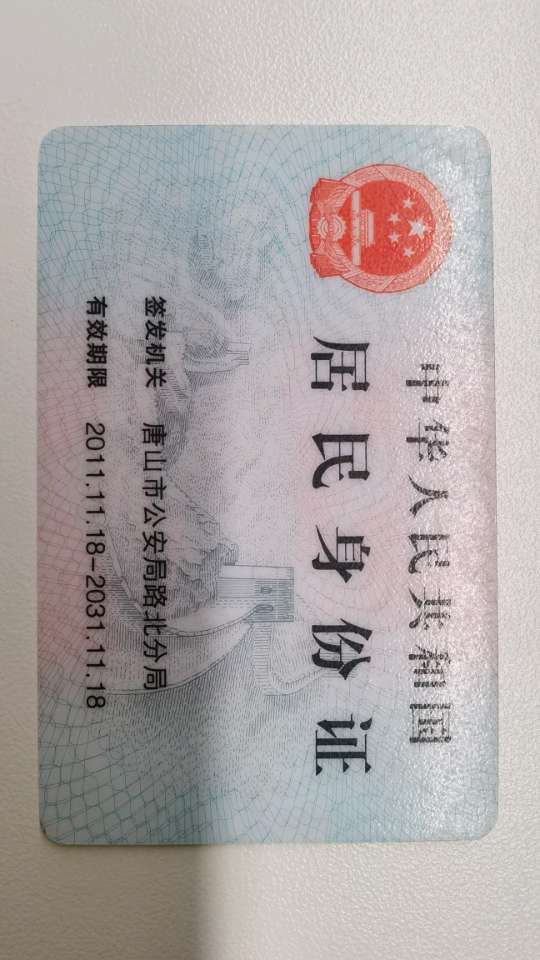 中华人民共和国
居民身份证
签发机关 唐山市公安局路北分局
有效期限 2011.11.18-2031.11.18